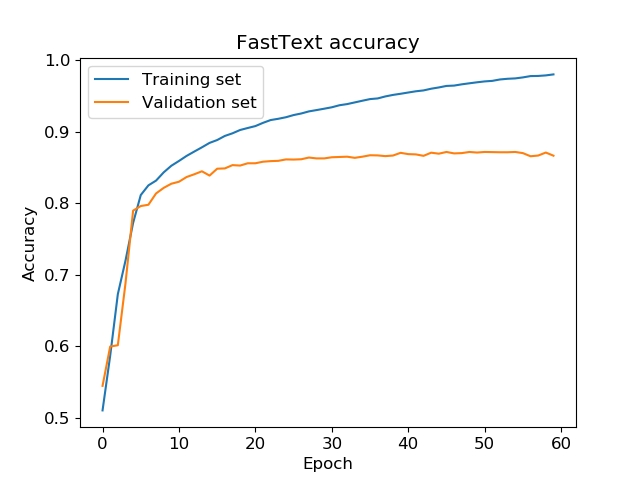 FastText accuracy
Training set
Validation set
1.0
0.9
0.8
0.7
0.6
0.5
Accuracy
0 10 20 30 40 50 60
Epoch